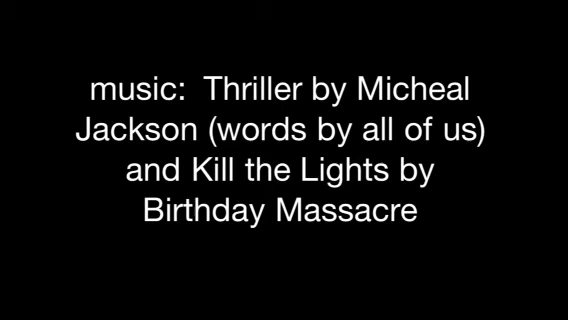 music:  Thriller by Micheal
Jackson (words by all of us)
and Kill the Lights by
Birthday Massacre